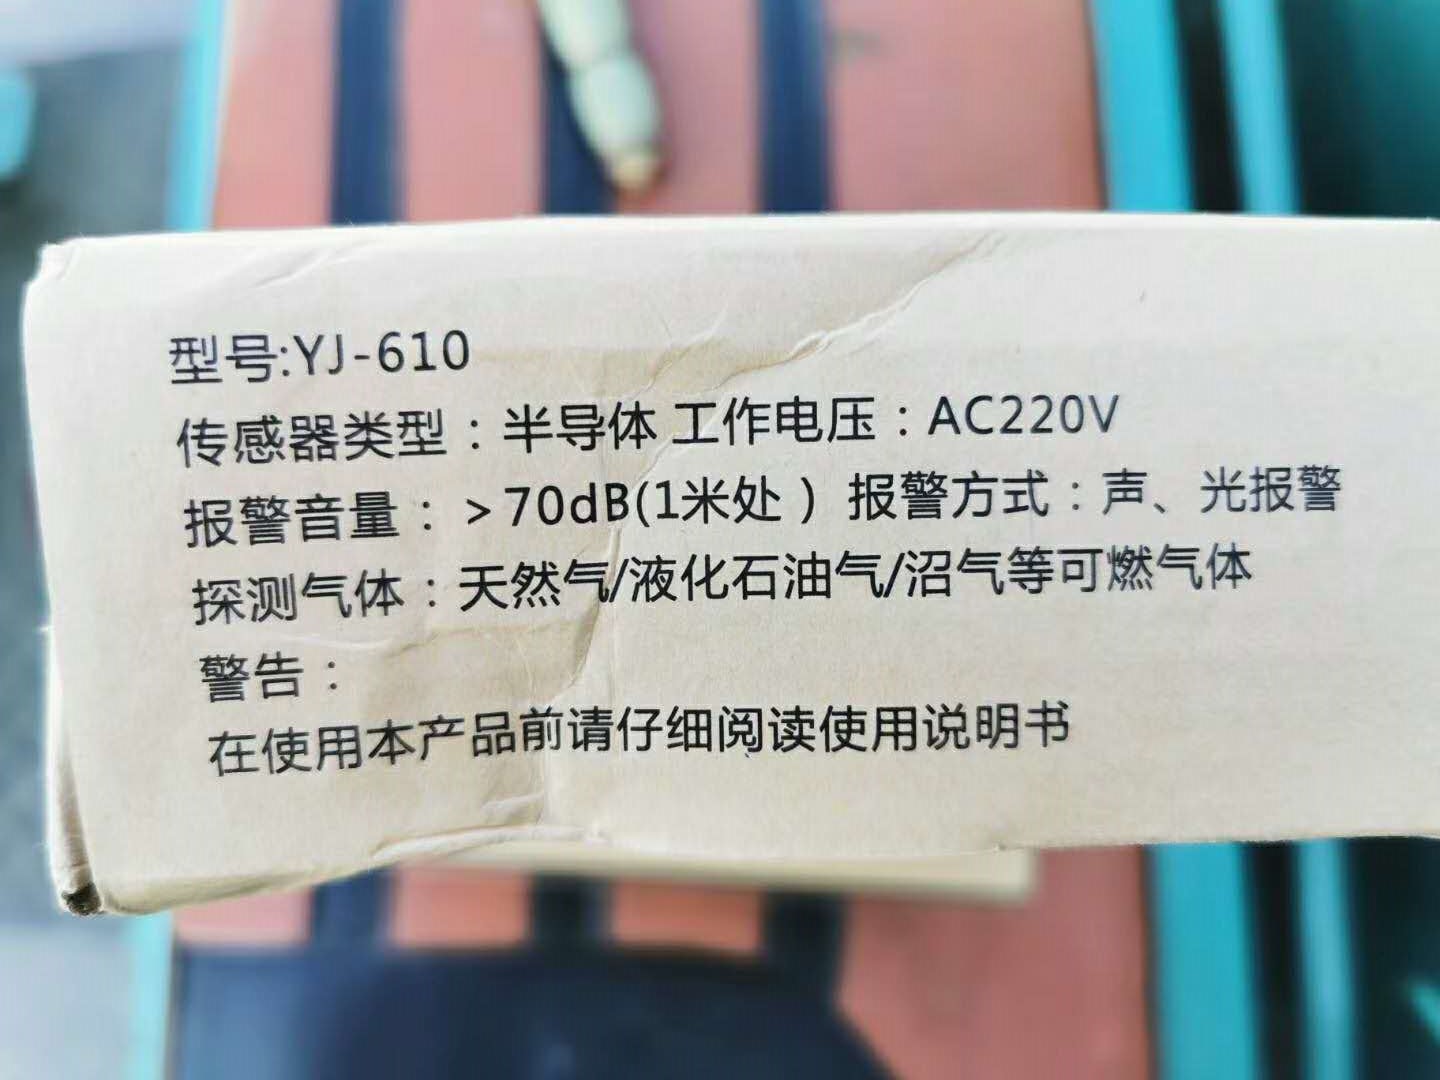 型号:YJ-610
传感器类型：半导体 工作电压：AC220V
报警音量：>70dB(1米处） 报警方式：声、光报警
探测气体：天然气/液化石油气/沼气等可燃气体
警告：
在使用本产品前请仔细阅读使用说明书